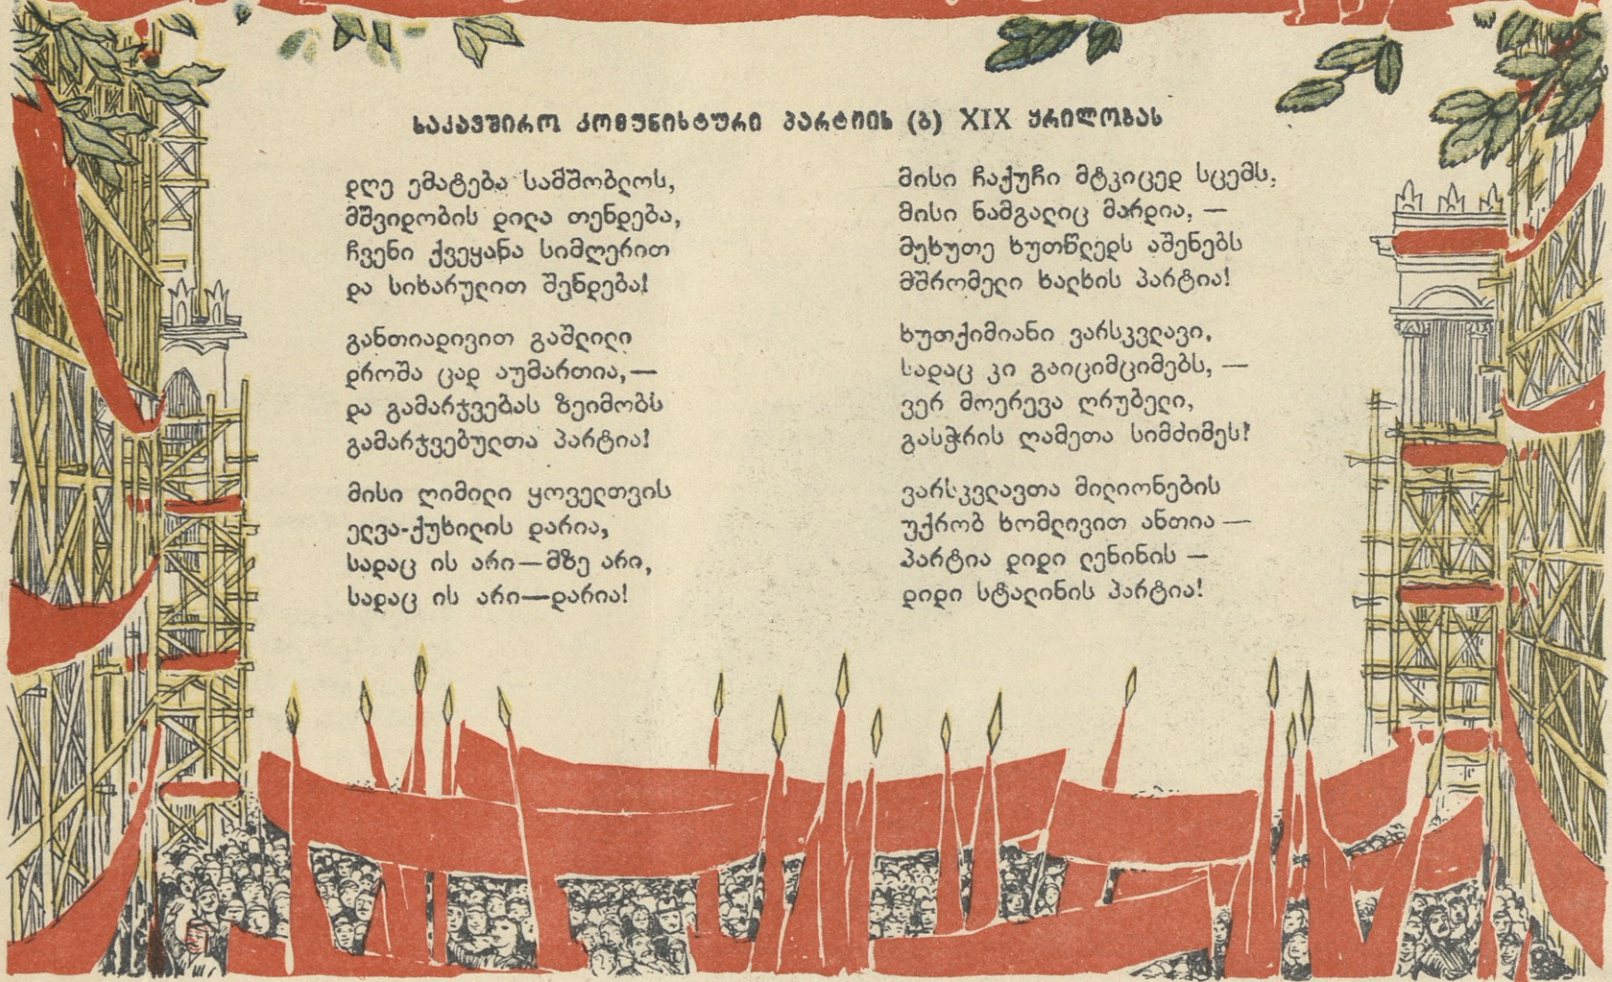 საკავშირო კომუნისტური პარტიის (ბ) XIX ყრილობას
დღე ემატება სამშობლოს,
მშვიდობის დილა თენდება,
ჩვენი ქვეყანა სიმღერით
და სიხარულით შენდება!
განთიადივით გაშლილი
დროშა ცად აუმართია,—
და გამარჯვებას ზეიმობს
გამარჯვებულთა პარტია!
მისი ღიმილი ყოველთვის
ელვა-ქუხილის დარია,
სადაც ის არი—მზე არი,
სადაც ის არი—დარია!
მისი ჩაქუჩი მტკიცედ სცემს,
მისი ნამგალიც მარდია, —
მეხუთე ხუთწლედს აშენებს
მშრომელი ხალხის პარტია!
ხუთქიმიანი ვარსკვლავი,
სადაც კი გაიციმციმებს, —
ვერ მოერევა ღრუბელი,
გასჭრის ღამეთა სიმძიმეს!
ვარსკვლავთა მილიონების
უქრობ ხომლივით ანთია —
პარტია დიდი ლენინის —
დიდი სტალინის პარტია!